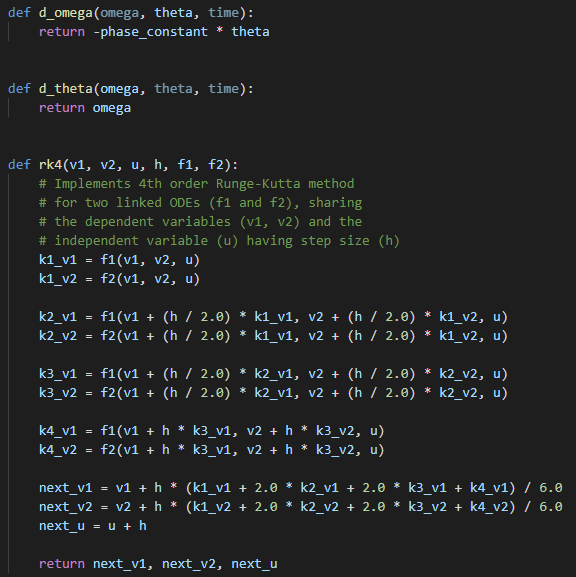 def d_omega(omega, theta, time):
    return -phase_constant * theta
def d_theta(omega, theta, time):
    return omega
def rk4(v1, v2, u, h, f1, f2):
    # Implements 4th order Runge-Kutta method
    # for two linked ODEs (f1 and f2), sharing
    # the dependent variables (v1, v2) and the
    # independent variable (u) having step size (h)
    k1_v1 = f1(v1, v2, u)
    k1_v2 = f2(v1, v2, u)
    k2_v1 = f1(v1 + (h / 2.0) * k1_v1, v2 + (h / 2.0) * k1_v2, u)
    k2_v2 = f2(v1 + (h / 2.0) * k1_v1, v2 + (h / 2.0) * k1_v2, u)
    k3_v1 = f1(v1 + (h / 2.0) * k2_v1, v2 + (h / 2.0) * k2_v2, u)
    k3_v2 = f2(v1 + (h / 2.0) * k2_v1, v2 + (h / 2.0) * k2_v2, u)
    k4_v1 = f1(v1 + h * k3_v1, v2 + h * k3_v2, u)
    k4_v2 = f2(v1 + h * k3_v1, v2 + h * k3_v2, u)
    next_v1 = v1 + h * (k1_v1 + 2.0 * k2_v1 + 2.0 * k3_v1 + k4_v1) / 6.0
    next_v2 = v2 + h * (k1_v2 + 2.0 * k2_v2 + 2.0 * k3_v2 + k4_v2) / 6.0
    next_u = u + h
    return next_v1, next_v2, next_u